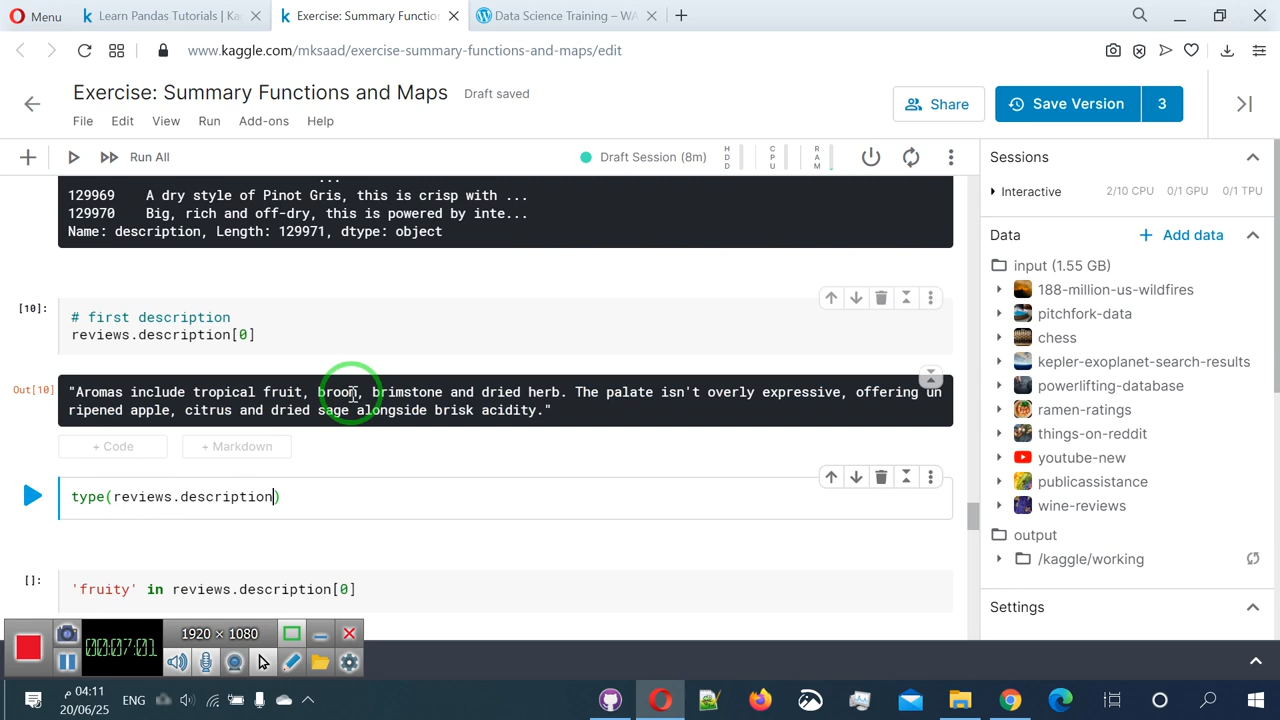 Menu
Learn Pandas Tutorials | Ka
Exercise: Summary Functio
Data Science Training – WA
www.kaggle.com/mksaad/exercise-summary-functions-and-maps/edit
Exercise: Summary Functions and Maps
Draft saved
Share
Save Version
3
File Edit View Run Add-ons Help
Run All
Draft Session (8m)
HDD
CPU
RAM
...
129969 A dry style of Pinot Gris, this is crisp with ...
129970 Big, rich and off-dry, this is powered by inte...
Name: description, Length: 129971, dtype: object
[10]:
# first description
reviews.description[0]
Out[10]
"Aromas include tropical fruit, broom, brimstone and dried herb. The palate isn't overly expressive, offering un
ripened apple, citrus and dried sage alongside brisk acidity."
+ Code
+ Markdown
type(reviews.description)
[]:
'fruity' in reviews.description[0]
Sessions
Interactive
2/10 CPU 0/1 GPU 0/1 TPU
Data
+ Add data
input (1.55 GB)
188-million-us-wildfires
pitchfork-data
chess
kepler-exoplanet-search-results
powerlifting-database
ramen-ratings
things-on-reddit
youtube-new
publicassistance
wine-reviews
output
/kaggle/working
Settings
00:07:01
1920 × 1080
ENG
04:11 م
20/06/25